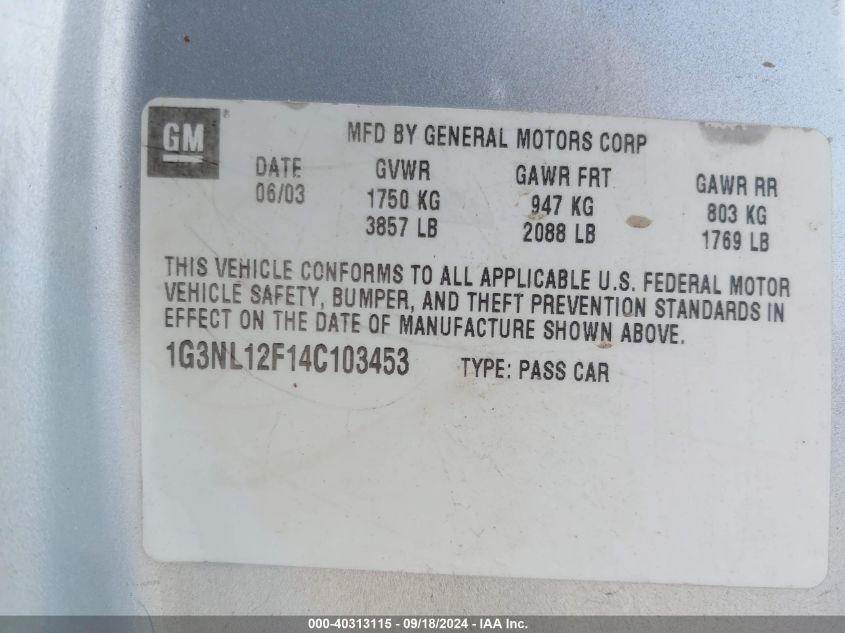 GM®
MFD BY GENERAL MOTORS CORP
DATE GVWR GAWR FRT GAWR RR
06/03 1750 KG 947 KG 803 KG
3857 LB 2088 LB 1769 LB
THIS VEHICLE CONFORMS TO ALL APPLICABLE U.S. FEDERAL MOTOR
VEHICLE SAFETY, BUMPER, AND THEFT PREVENTION STANDARDS IN
EFFECT ON THE DATE OF MANUFACTURE SHOWN ABOVE.
1G3NL12F14C103453 TYPE: PASS CAR
000-40313115 - 09/18/2024 - IAA Inc.